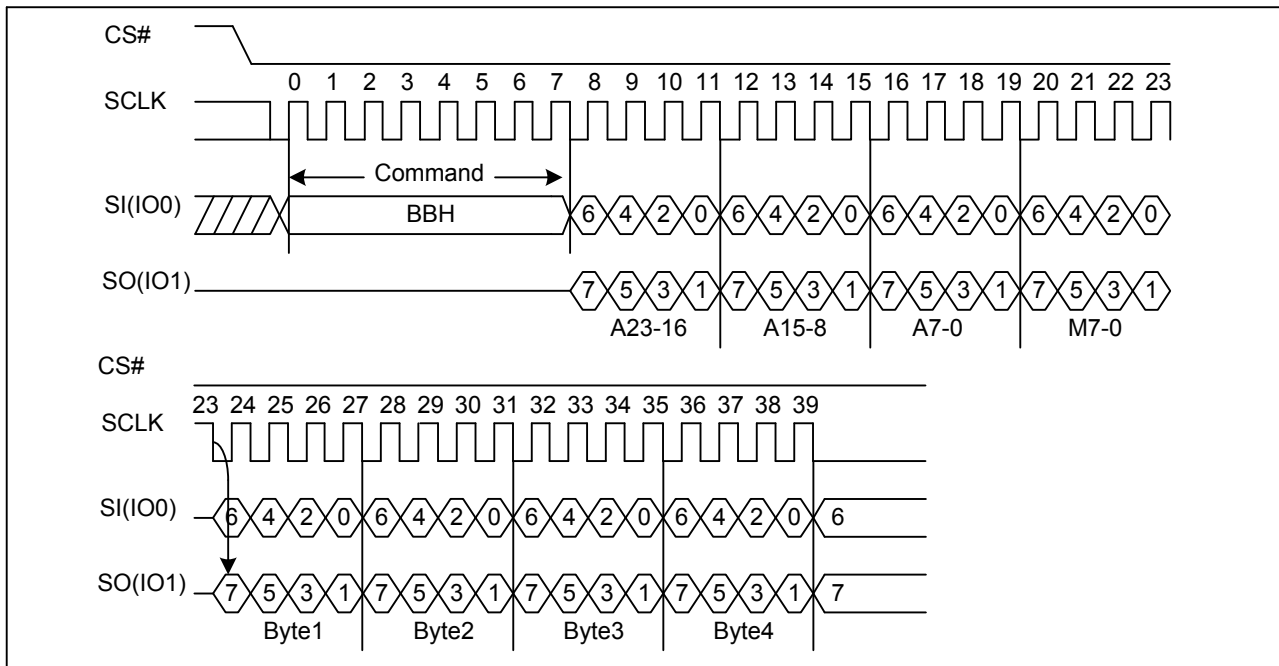 CS#
0 1 2 3 4 5 6 7 8 9 10 11 12 13 14 15 16 17 18 19 20 21 22 23
SCLK
Command
SI(IO0) BBH 6 4 2 0 6 4 2 0 6 4 2 0 6 4 2 0
SO(IO1) 7 5 3 1 7 5 3 1 7 5 3 1 7 5 3 1
A23-16 A15-8 A7-0 M7-0
CS#
23 24 25 26 27 28 29 30 31 32 33 34 35 36 37 38 39
SCLK
SI(IO0) 6 4 2 0 6 4 2 0 6 4 2 0 6 4 2 0 6
SO(IO1) 7 5 3 1 7 5 3 1 7 5 3 1 7 5 3 1 7
Byte1 Byte2 Byte3 Byte4